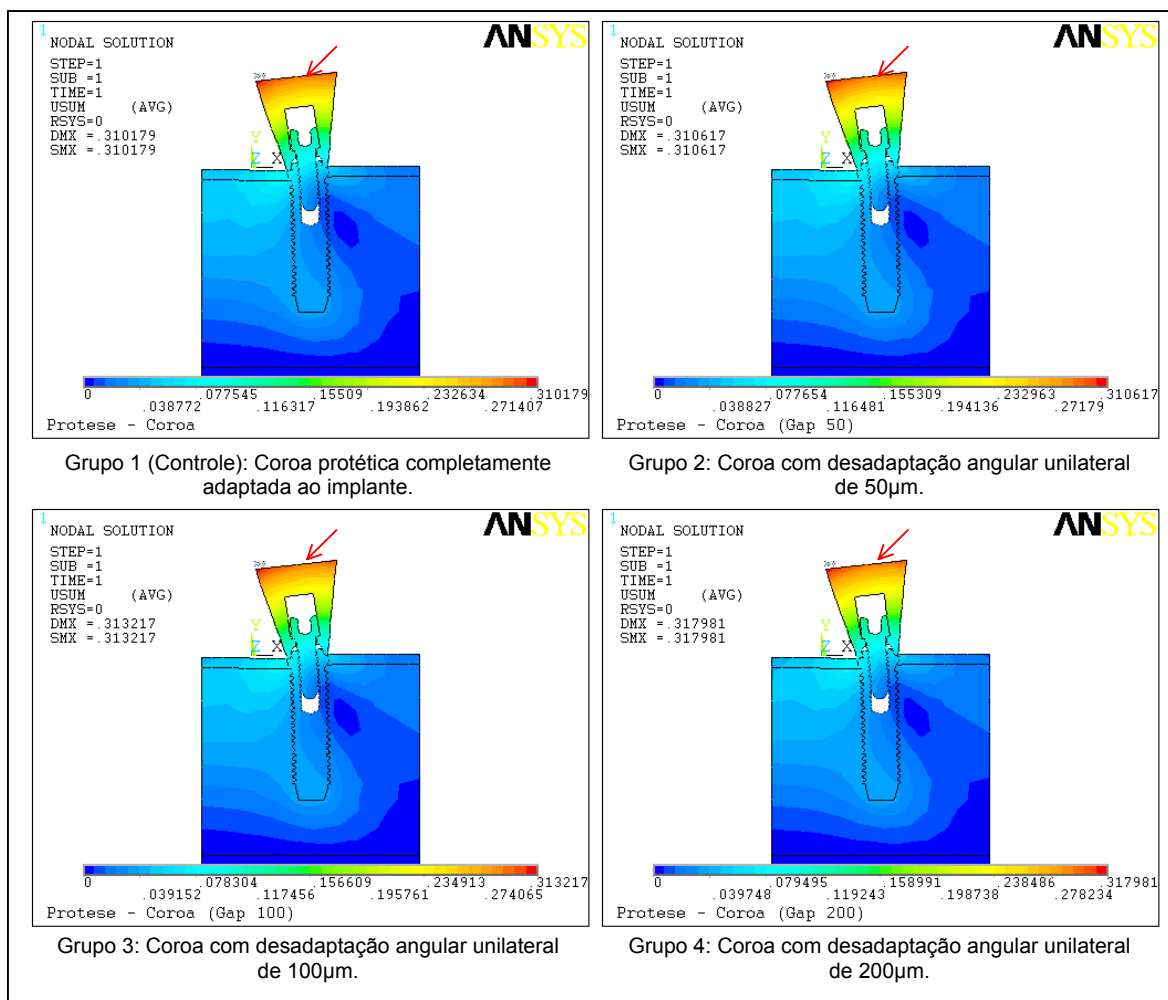 1
ANSYS
NODAL SOLUTION
STEP=1
SUB =1
TIME=1
USUM (AVG)
RSYS=0
DMX =.310179
SMX =.310179
Y
Z X
0 .077545 .15509 .232634 .310179
.038772 .116317 .193862 .271407
Protese - Coroa
Grupo 1 (Controle): Coroa protética completamente
adaptada ao implante.
1
ANSYS
NODAL SOLUTION
STEP=1
SUB =1
TIME=1
USUM (AVG)
RSYS=0
DMX =.310617
SMX =.310617
Y
Z X
0 .077654 .155309 .232963 .310617
.038827 .116481 .194136 .27179
Protese - Coroa (Gap 50)
Grupo 2: Coroa com desadaptação angular unilateral
de 50µm.
1
ANSYS
NODAL SOLUTION
STEP=1
SUB =1
TIME=1
USUM (AVG)
RSYS=0
DMX =.313217
SMX =.313217
Y
Z X
0 .078304 .156609 .234913 .313217
.039152 .117456 .195761 .274065
Protese - Coroa (Gap 100)
Grupo 3: Coroa com desadaptação angular unilateral
de 100µm.
1
ANSYS
NODAL SOLUTION
STEP=1
SUB =1
TIME=1
USUM (AVG)
RSYS=0
DMX =.317981
SMX =.317981
Y
Z X
0 .079495 .158991 .238486 .317981
.039748 .119243 .198738 .278234
Protese - Coroa (Gap 200)
Grupo 4: Coroa com desadaptação angular unilateral
de 200µm.